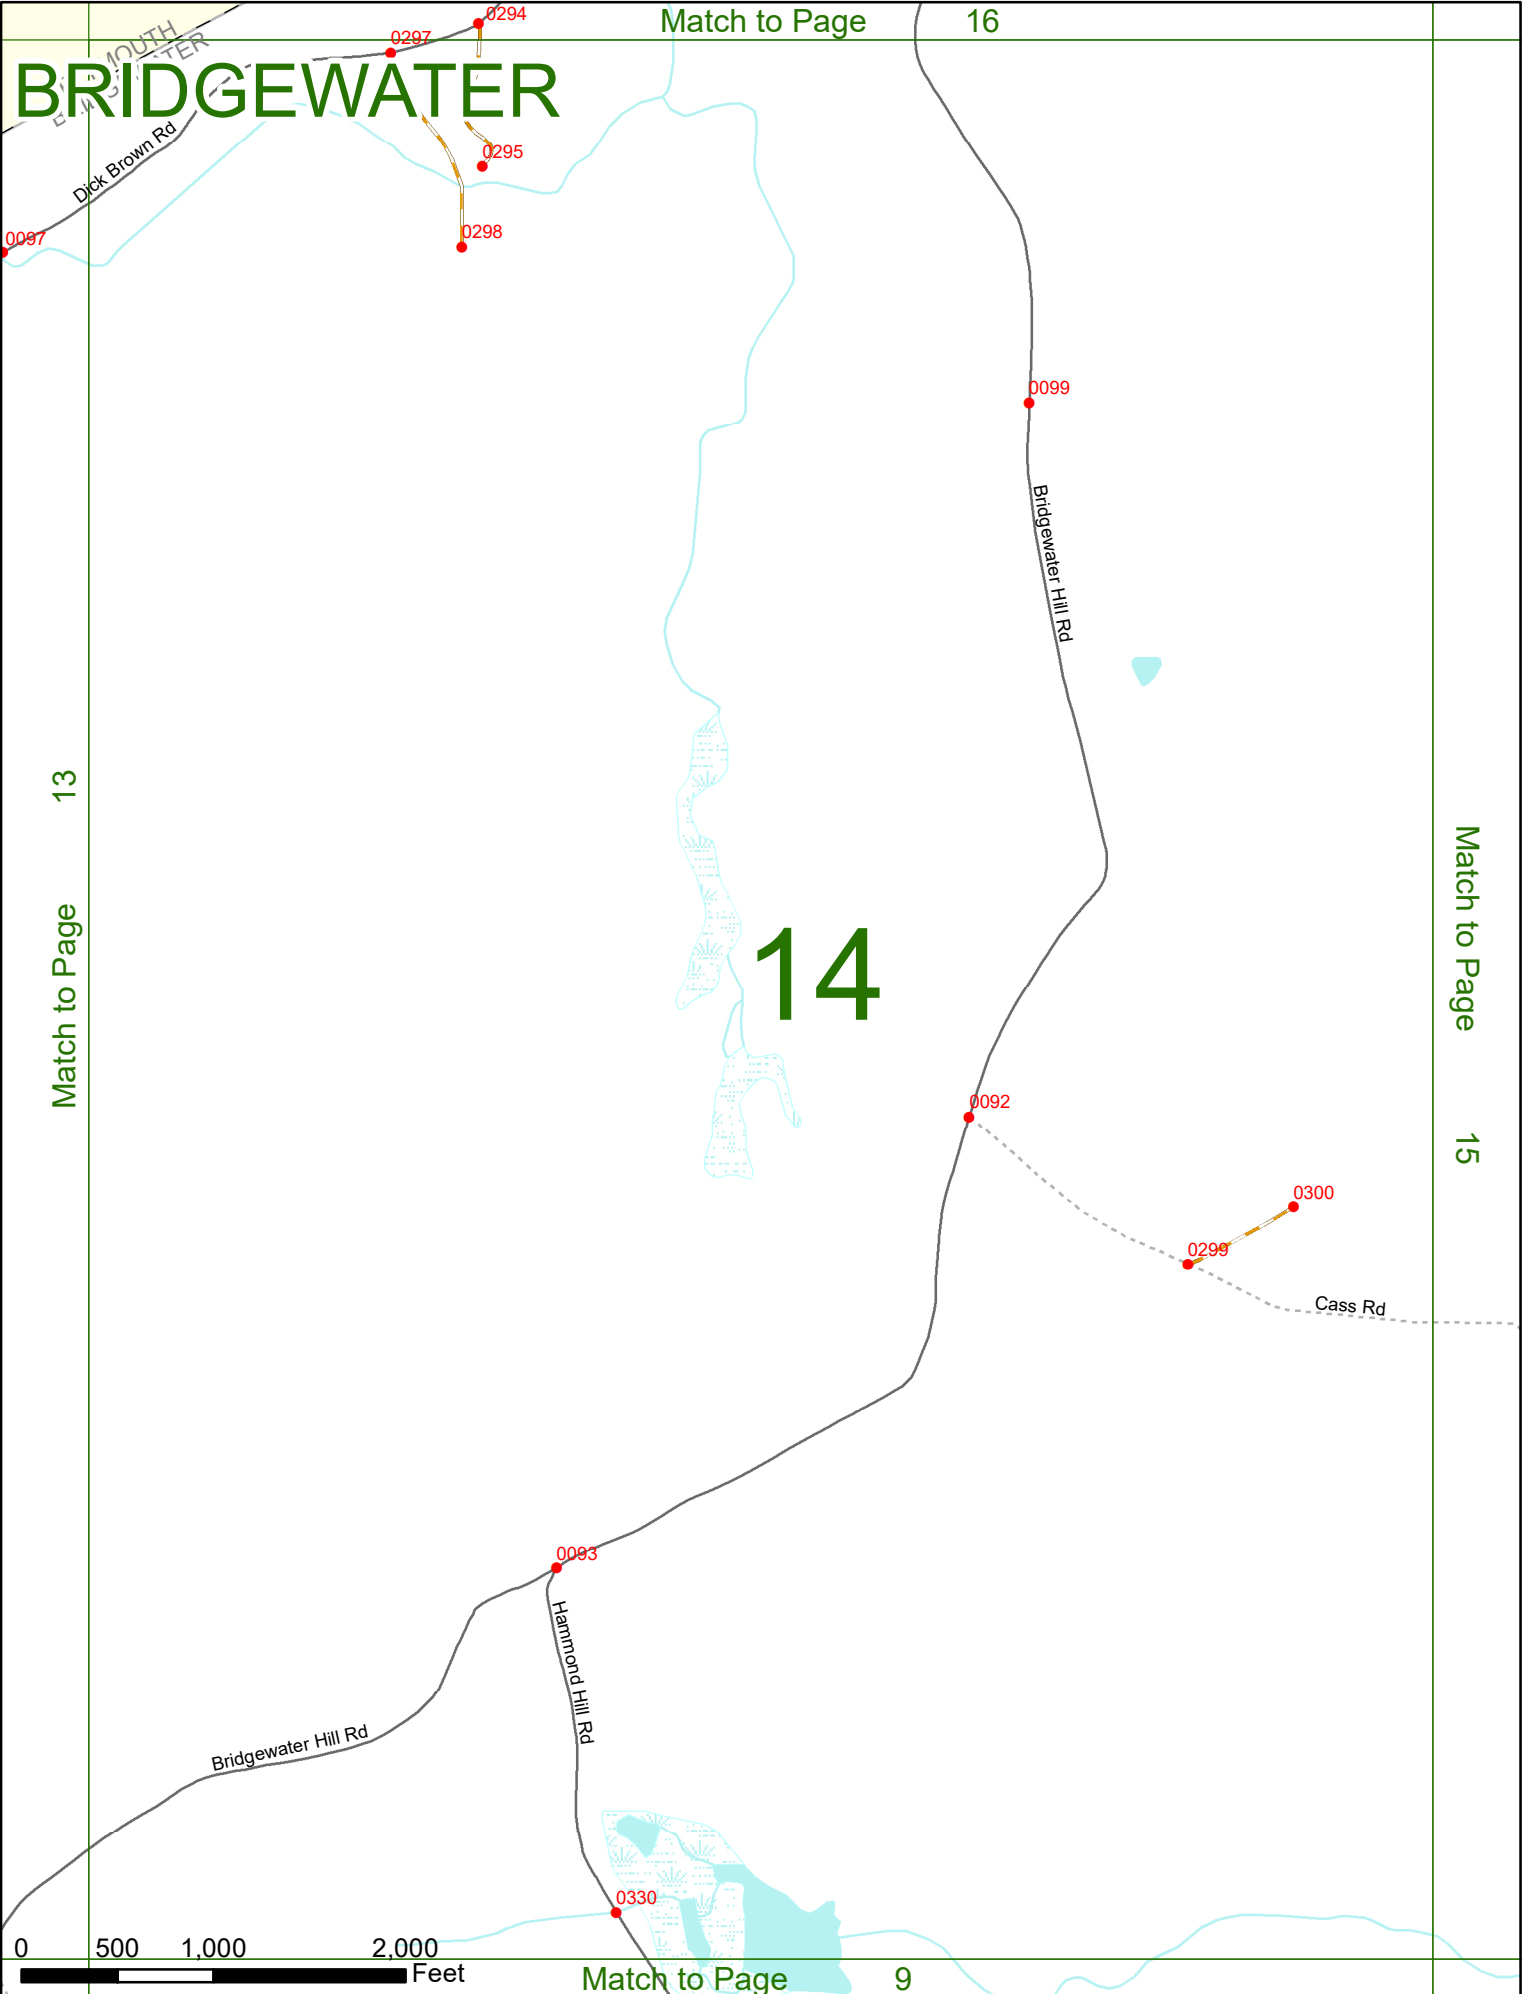 Match to Page 16
0294
0297
BRIDGEWATER
Dick Brown Rd
0295
0298
0097
0099
Bridgewater Hill Rd
Match to Page 13
14
Match to Page 15
0092
0300
0299
Cass Rd
0093
Hammond Hill Rd
Bridgewater Hill Rd
0330
0 500 1,000 2,000
Feet
Match to Page 9